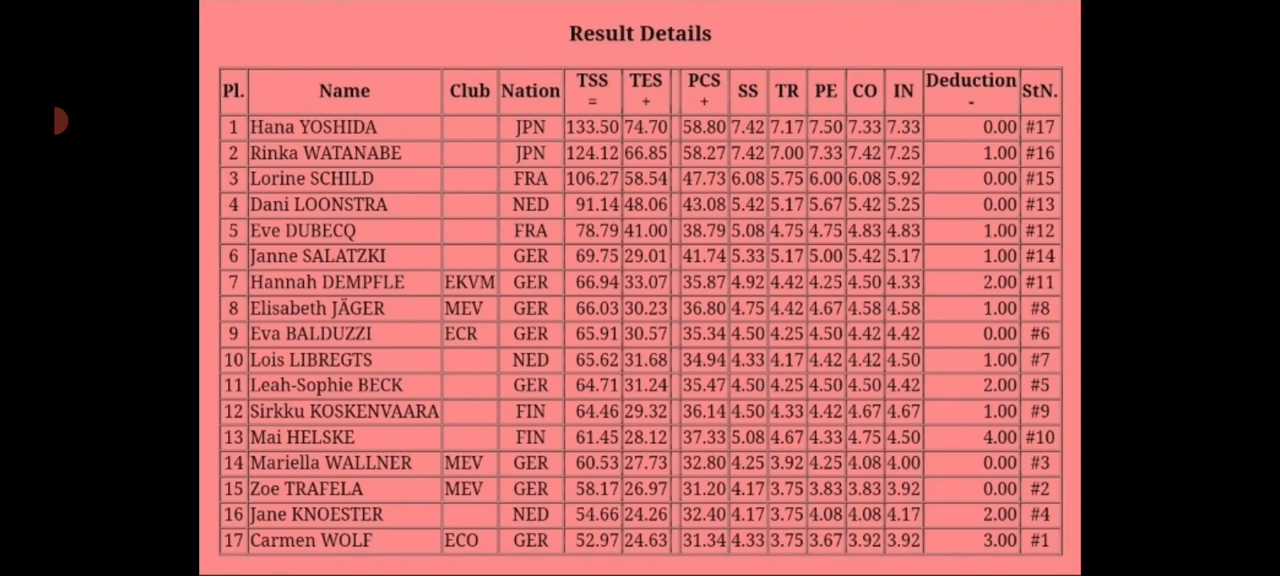 Result Details
Pl. Name Club Nation TSS = TES + PCS + SS TR PE CO IN Deduction - StN.
1 Hana YOSHIDA JPN 133.50 74.70 58.80 7.42 7.17 7.50 7.33 7.33 0.00 #17
2 Rinka WATANABE JPN 124.12 66.85 58.27 7.42 7.00 7.33 7.42 7.25 1.00 #16
3 Lorine SCHILD FRA 106.27 58.54 47.73 6.08 5.75 6.00 6.08 5.92 0.00 #15
4 Dani LOONSTRA NED 91.14 48.06 43.08 5.42 5.17 5.67 5.42 5.25 0.00 #13
5 Eve DUBECQ FRA 78.79 41.00 38.79 5.08 4.75 4.75 4.83 4.83 1.00 #12
6 Janne SALATZKI GER 69.75 29.01 41.74 5.33 5.17 5.00 5.42 5.17 1.00 #14
7 Hannah DEMPFLE EKVM GER 66.94 33.07 35.87 4.92 4.42 4.25 4.50 4.33 2.00 #11
8 Elisabeth JÄGER MEV GER 66.03 30.23 36.80 4.75 4.42 4.67 4.58 4.58 1.00 #8
9 Eva BALDUZZI ECR GER 65.91 30.57 35.34 4.50 4.25 4.50 4.42 4.42 0.00 #6
10 Lois LIBREGTS NED 65.62 31.68 34.94 4.33 4.17 4.42 4.42 4.50 1.00 #7
11 Leah-Sophie BECK GER 64.71 31.24 35.47 4.50 4.25 4.50 4.50 4.42 2.00 #5
12 Sirkku KOSKENVAARA FIN 64.46 29.32 36.14 4.50 4.33 4.42 4.67 4.67 1.00 #9
13 Mai HELSKE FIN 61.45 28.12 37.33 5.08 4.67 4.33 4.75 4.50 4.00 #10
14 Mariella WALLNER MEV GER 60.53 27.73 32.80 4.25 3.92 4.25 4.08 4.00 0.00 #3
15 Zoe TRAFELA MEV GER 58.17 26.97 31.20 4.17 3.75 3.83 3.83 3.92 0.00 #2
16 Jane KNOESTER NED 54.66 24.26 32.40 4.17 3.75 4.08 4.08 4.17 2.00 #4
17 Carmen WOLF ECO GER 52.97 24.63 31.34 4.33 3.75 3.67 3.92 3.92 3.00 #1